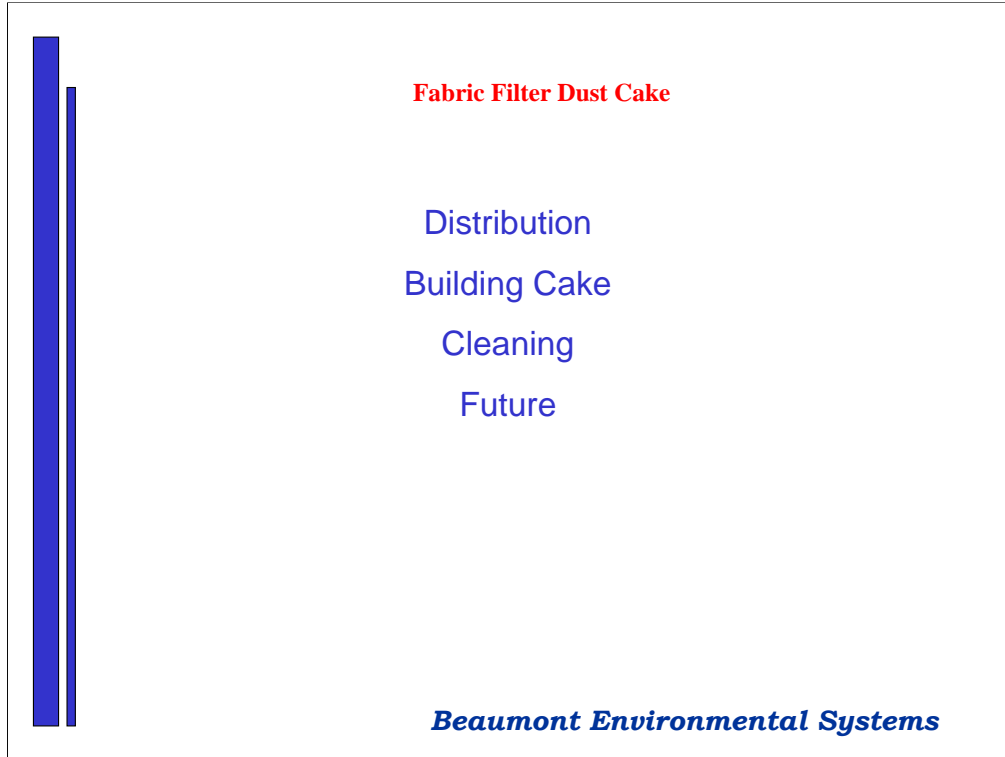 Fabric Filter Dust Cake
Distribution
Building Cake
Cleaning
Future
Beaumont Environmental Systems